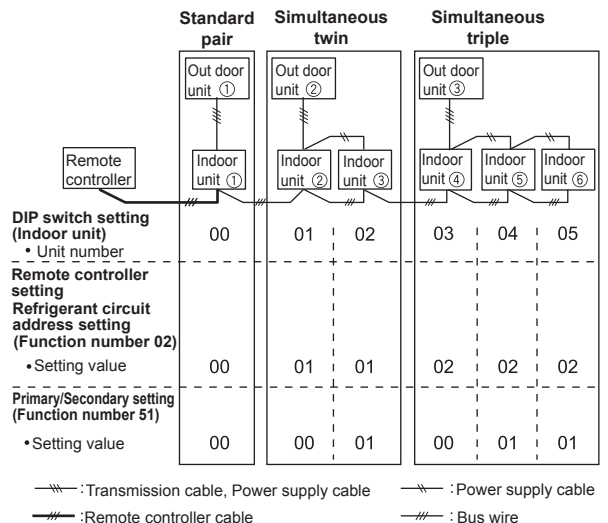 Standard pair
Simultaneous twin
Simultaneous triple
Out door unit ①
Out door unit ②
Out door unit ③
Remote controller
Indoor unit ①
Indoor unit ②
Indoor unit ③
Indoor unit ④
Indoor unit ⑤
Indoor unit ⑥
DIP switch setting
(Indoor unit)
• Unit number
00 01 02 03 04 05
Remote controller
setting
Refrigerant circuit
address setting
(Function number 02)
•Setting value 00 01 01 02 02 02
Primary/Secondary setting
(Function number 51)
•Setting value 00 00 01 00 01 01
:Transmission cable, Power supply cable
:Power supply cable
:Remote controller cable
:Bus wire